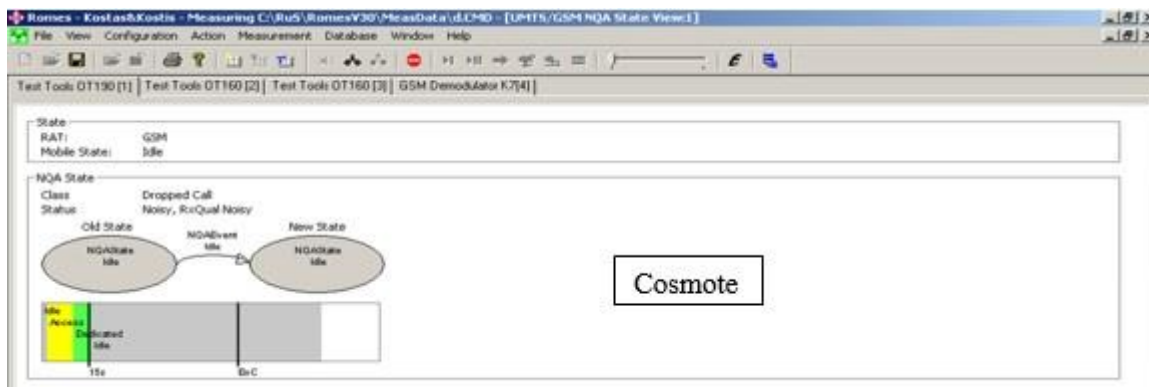 Romes - Kostas&Kostis - Measuring C:\RuS\RomesV30\MeasData\d.CMD - [UMTS/GSM NQA State View:1]
File View Configuration Action Measurement Database Window Help
Test Tools OT190 [1] Test Tools OT160 [2] Test Tools OT160 [3] GSM Demodulator K7[4]
State
RAT: GSM
Mobile State: Idle
NQA State
Class Dropped Call
Status Noisy, RxQual Noisy
Old State NQAEvent New State
Idle
NQAState NQAState
Idle Idle
Cosmote
Idle
Access
Dedicated
Idle
15s ExC